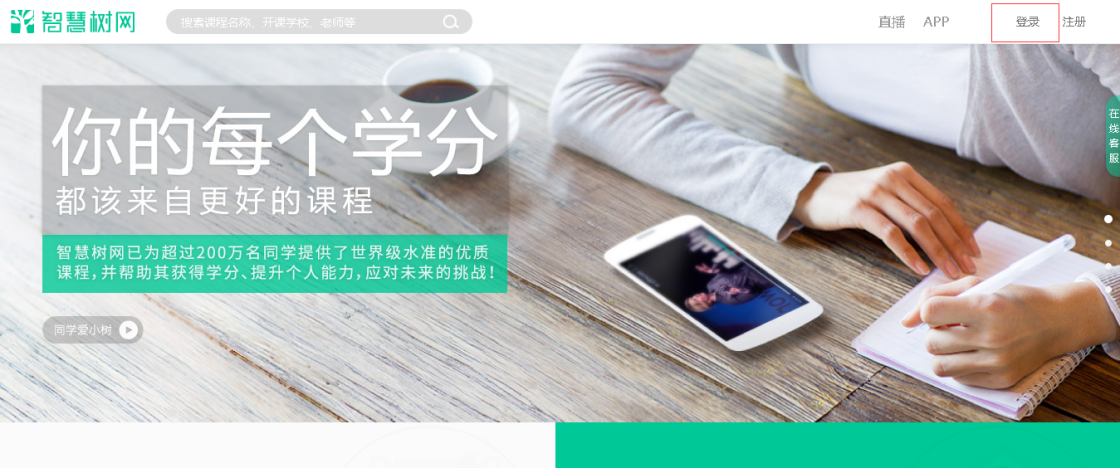 智慧树网
搜索课程名称、开课学校、老师等
直播
APP
登录
注册
你的每个学分
都该来自更好的课程
智慧树网已为超过200万名同学提供了世界级水准的优质
课程,并帮助其获得学分、提升个人能力,应对未来的挑战!
同学爱小树
在
线
客
服